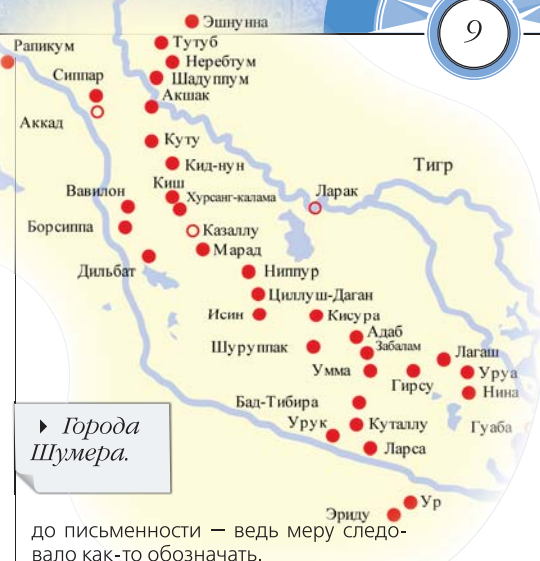 9
Эшнунна
Тутуб
Рапикум
Неребтум
Сиппар
Шадуппум
Акшак
Аккад
Куту
Кид-нун
Тигр
Киш
Вавилон
Хурсанг-калама
Ларак
Борсиппа
Казаллу
Марад
Дильбат
Ниппур
Циллуш-Даган
Исин
Кисура
Адаб
Забалам
Шуруппак
Лагаш
Умма
Гирсу
Уруа
Нина
Бад-Тибира
Урук
Куталлу
Гуаба
Ларса
▸ Города
Шумера.
Ур
Эриду
до письменности — ведь меру следо-
вало как-то обозначать.